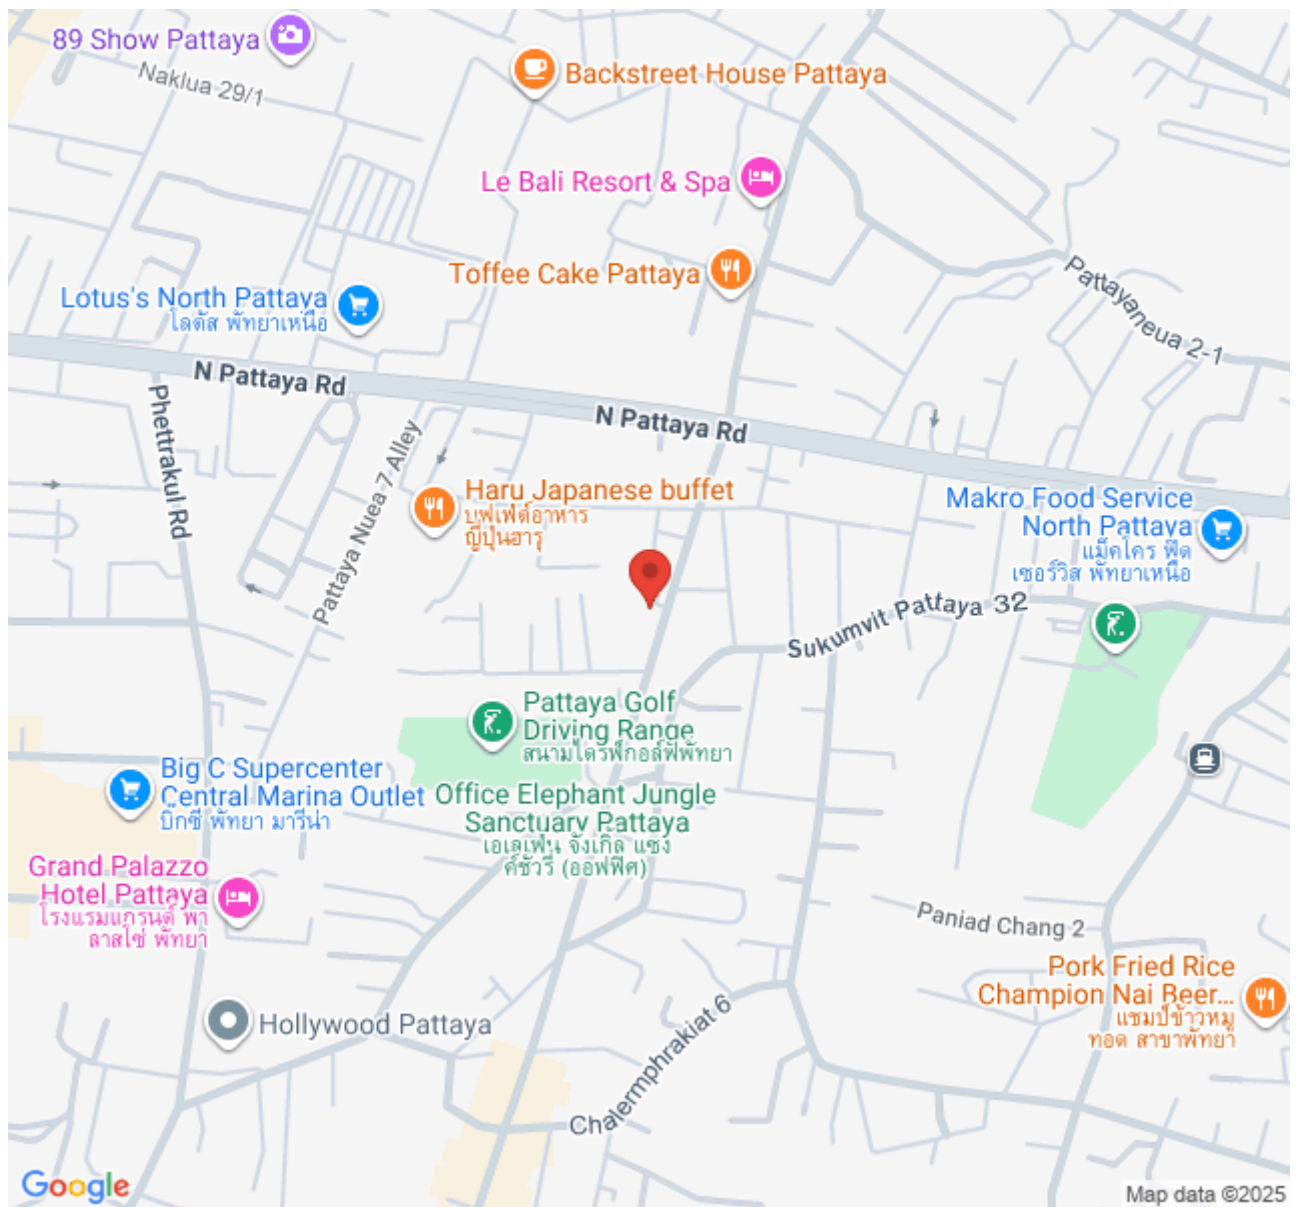 89 Show Pattaya
Naklua 29/1
Backstreet House Pattaya
Le Bali Resort & Spa
Toffee Cake Pattaya
Pattayaneua 2-1
Lotus's North Pattaya
โลตัส พัทยาเหนือ
N Pattaya Rd
N Pattaya Rd
Phettrakul Rd
Pattaya Nuea 7 Alley
Haru Japanese buffet
บุฟเฟ่ต์อาหาร
ญี่ปุ่นฮารุ
Makro Food Service
North Pattaya
แม็คโคร ฟู้ด
เซอร์วิส พัทยาเหนือ
Sukumvit Pattaya 32
Pattaya Golf
Driving Range
สนามไดร์ฟกอล์ฟพัทยา
Big C Supercenter
Central Marina Outlet
บิ๊กซี พัทยา มารีน่า
Office Elephant Jungle
Sanctuary Pattaya
เอเลเฟ่น จังเกิ้ล แซง
ค์ชัวรี่ (ออฟฟิศ)
Grand Palazzo
Hotel Pattaya
โรงแรมแกรนด์ พา
ลาสโซ่ พัทยา
Paniad Chang 2
Pork Fried Rice
Champion Nai Beer...
แชมป์ข้าวหมู
ทอด สาขาพัทยา
Hollywood Pattaya
Chalermphrakiat 6
Google
Map data ©2025